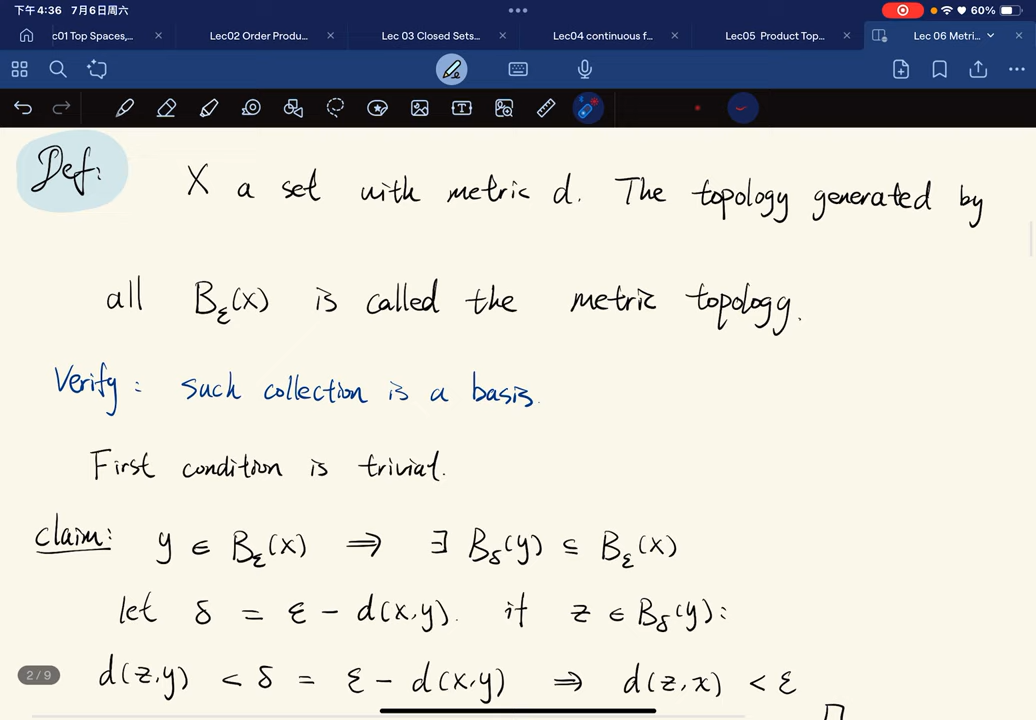 下午4:36 7月6日周六
60%
c01 Top Spaces,...
Lec02 Order Produ...
Lec 03 Closed Sets...
Lec04 continuous f...
Lec05 Product Top...
Lec 06 Metri...
Def: X a set with metric d. The topology generated by
all Bε(x) is called the metric topology.
Verify: such collection is a basis.
First condition is trivial.
claim: y ∈ Bε(x) ⇒ ∃ Bδ(y) ⊆ Bε(x)
let δ = ε - d(x,y). if z ∈ Bδ(y):
d(z,y) < δ = ε - d(x,y) ⇒ d(z,x) < ε
2 / 9